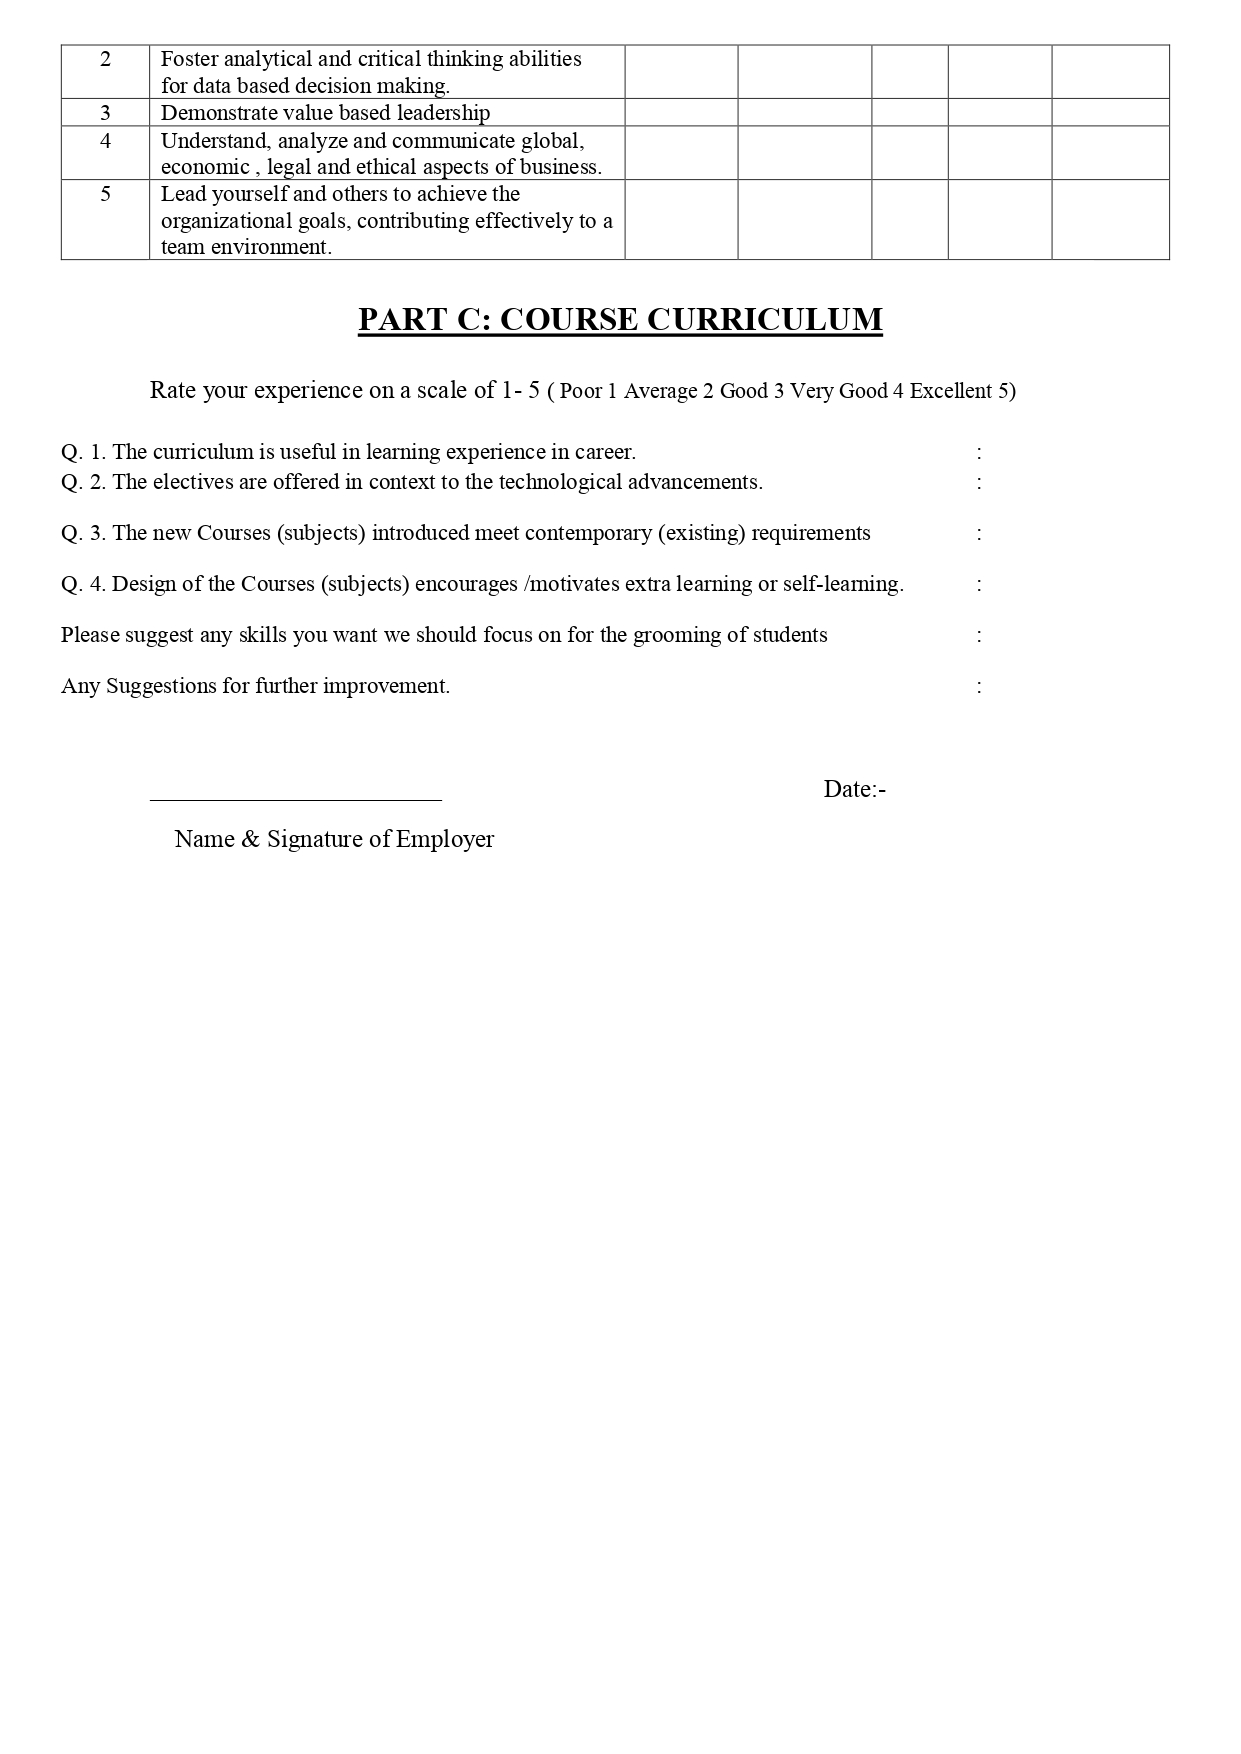 2 Foster analytical and critical thinking abilities
for data based decision making.
3 Demonstrate value based leadership
4 Understand, analyze and communicate global,
economic , legal and ethical aspects of business.
5 Lead yourself and others to achieve the
organizational goals, contributing effectively to a
team environment.
PART C: COURSE CURRICULUM
Rate your experience on a scale of 1- 5 ( Poor 1 Average 2 Good 3 Very Good 4 Excellent 5)
Q. 1. The curriculum is useful in learning experience in career. :
Q. 2. The electives are offered in context to the technological advancements. :
Q. 3. The new Courses (subjects) introduced meet contemporary (existing) requirements :
Q. 4. Design of the Courses (subjects) encourages /motivates extra learning or self-learning. :
Please suggest any skills you want we should focus on for the grooming of students :
Any Suggestions for further improvement. :
Date:-
Name & Signature of Employer